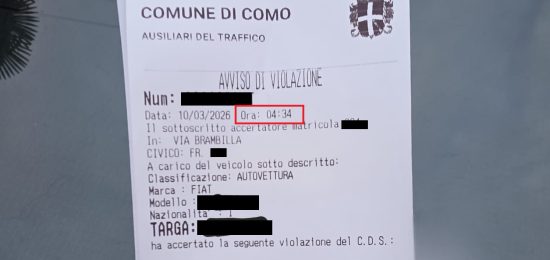 COMUNE DI COMO
AUSILIARI DEL TRAFFICO
AVVISO DI VIOLAZIONE
Num:
Data: 10/03/2026 Ora: 04:34
Il sottoscritto accertatore matricola
In: VIA BRAMBILLA
CIVICO: FR.
A carico del veicolo sotto descritto:
Classificazione: AUTOVETTURA
Marca : FIAT
Modello :
Nazionalita : I
TARGA:
ha accertato la seguente violazione del C.D.S.: